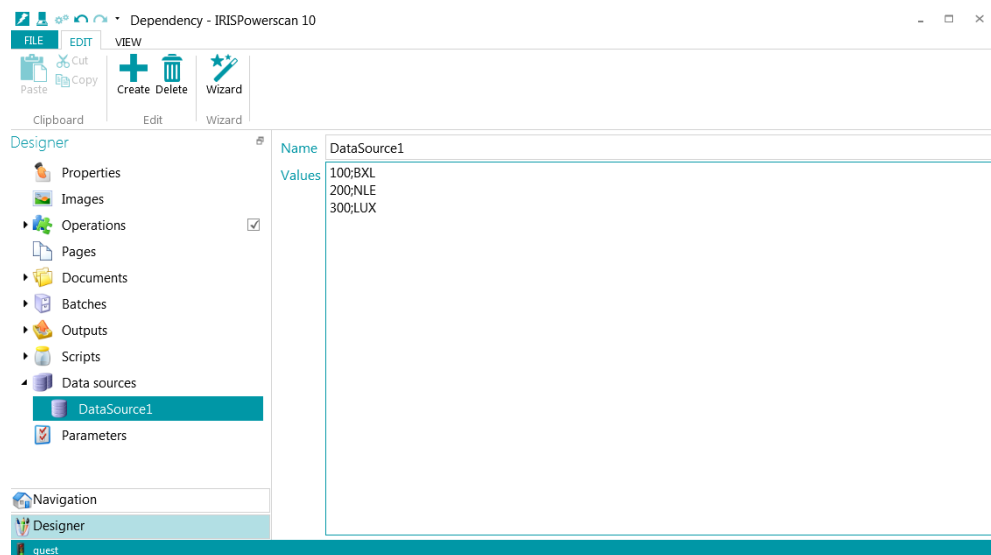 Dependency - IRISPowerscan 10
FILE EDIT VIEW
Paste Cut Copy Create Delete Wizard
Clipboard Edit Wizard
Designer
Properties
Images
Operations
Pages
Documents
Batches
Outputs
Scripts
Data sources
DataSource1
Parameters
Navigation
Designer
guest
Name DataSource1
Values 100;BXL
200;NLE
300;LUX